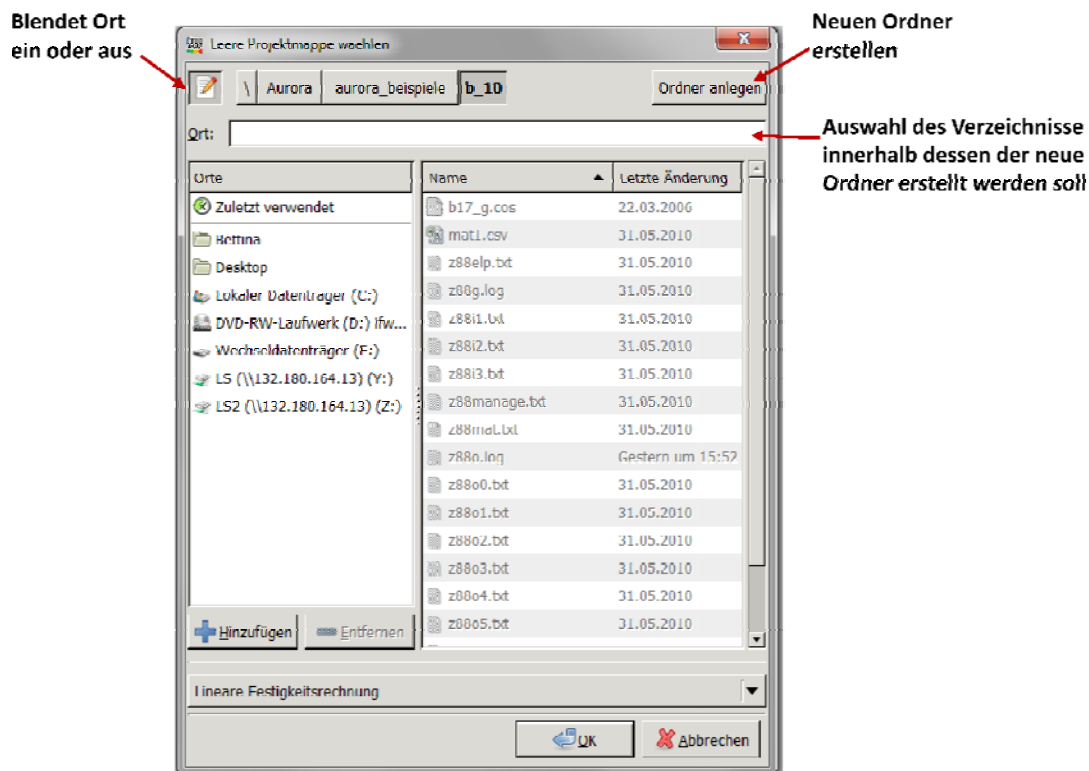 Blendet Ort
ein oder aus
Neuen Ordner
erstellen
Leere Projektmappe waehlen
\ Aurora aurora_beispiele b_10 Ordner anlegen
Ort:
Auswahl des Verzeichnisse
innerhalb dessen der neue
Ordner erstellt werden soll
Orte
Zuletzt verwendet
Bettina
Desktop
Lokaler Datenträger (C:)
DVD-RW-Laufwerk (D:) lfw...
Wechseldatenträger (E:)
LS (\\132.180.164.13) (Y:)
LS2 (\\132.180.164.13) (Z:)
Hinzufügen Entfernen
Name Letzte Änderung
b17_g.cos 22.03.2006
mat1.csv 31.05.2010
z88elp.txt 31.05.2010
z88g.log 31.05.2010
z88i1.txt 31.05.2010
z88i2.txt 31.05.2010
z88i3.txt 31.05.2010
z88manage.txt 31.05.2010
z88mat.txt 31.05.2010
z88o.log Gestern um 15:52
z88o0.txt 31.05.2010
z88o1.txt 31.05.2010
z88o2.txt 31.05.2010
z88o3.txt 31.05.2010
z88o4.txt 31.05.2010
z88o5.txt 31.05.2010
Lineare Festigkeitsrechnung
OK Abbrechen